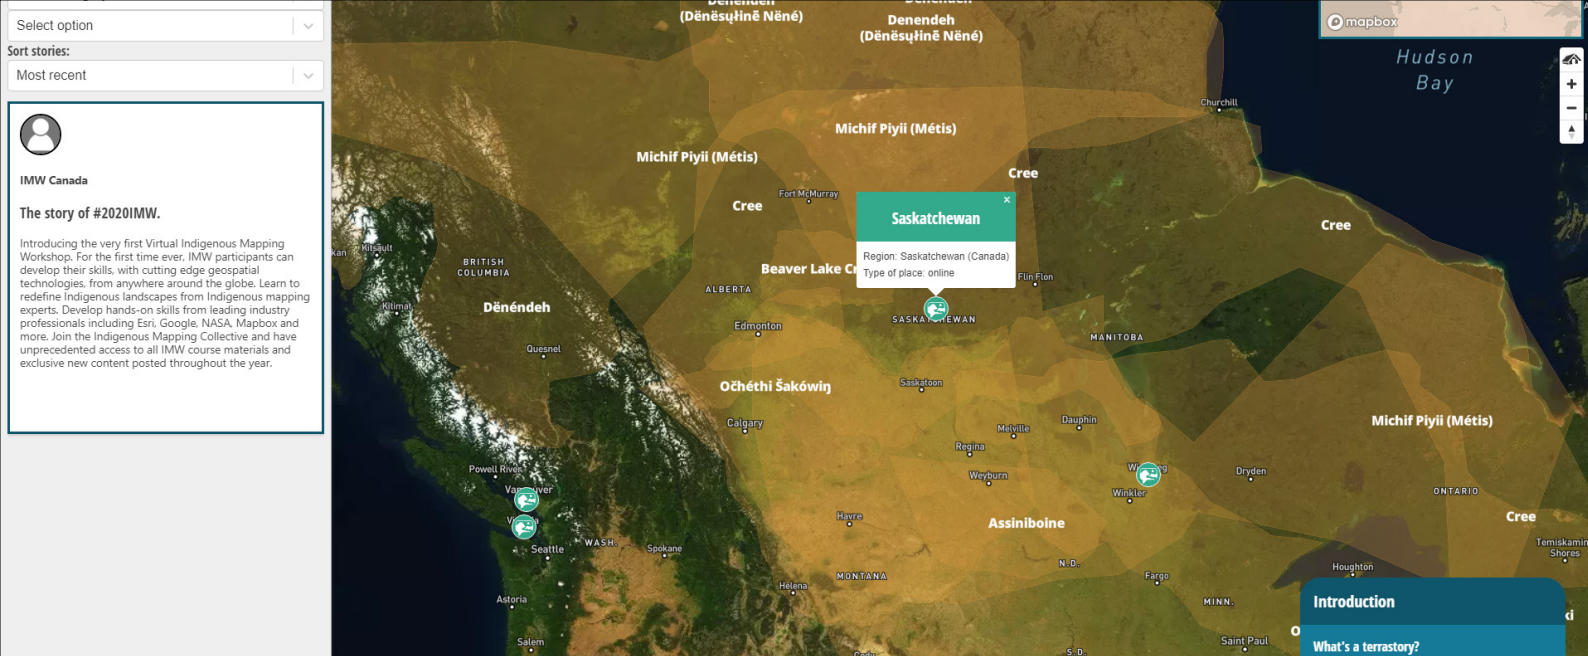 Select option
Sort stories:
Most recent
IMW Canada
The story of #2020IMW.
Introducing the very first Virtual Indigenous Mapping
Workshop. For the first time ever, IMW participants can
develop their skills, with cutting edge geospatial
technologies, from anywhere around the globe. Learn to
redefine Indigenous landscapes from Indigenous mapping
experts. Develop hands-on skills from leading industry
professionals including Esri, Google, NASA, Mapbox and
more. Join the Indigenous Mapping Collective and have
unprecedented access to all IMW course materials and
exclusive new content posted throughout the year.
(Dënësųłinë́ Nëné)
Denendeh
(Dënësųłinë́ Nëné)
mapbox
Hudson
Bay
Churchill
Michif Piyii (Métis)
Michif Piyii (Métis)
Cree
Fort McMurray
Cree
Cree
Saskatchewan
×
Region: Saskatchewan (Canada)
Type of place: online
Kitsault
BRITISH
COLUMBIA
Beaver Lake
Flin Flon
ALBERTA
Kitimat
Dënéndeh
Edmonton
MANITOBA
Quesnel
Očhéthi Šakówiŋ
Saskatoon
Calgary
Dauphin
Melville
Michif Piyii (Métis)
Regina
Powell River
Weyburn
Dryden
Winkler
ONTARIO
Havre
Assiniboine
Cree
Seattle
WASH.
Spokane
Temiskamin
Shores
N.D.
Houghton
MONTANA
Fargo
Helena
Astoria
MINN.
Introduction
Salem
Saint Paul
What's a terrastory?
S.D.